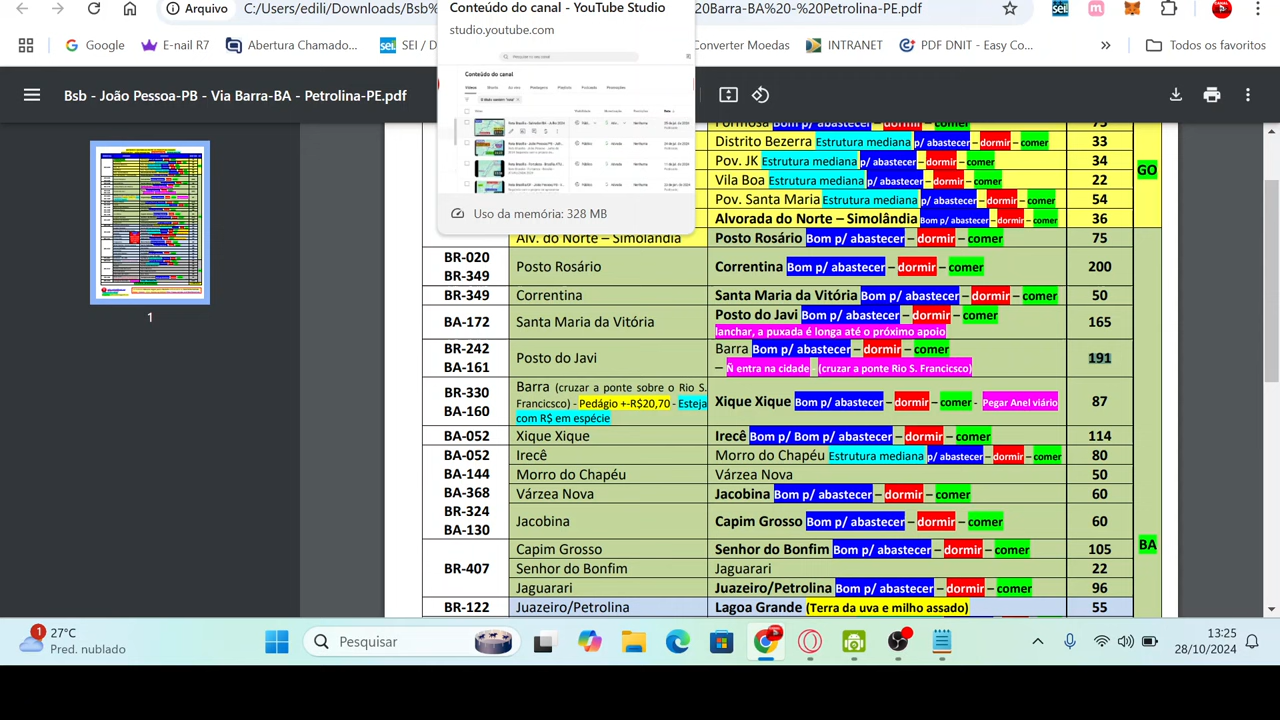 Conteúdo do canal - YouTube Studio
studio.youtube.com
Arquivo
C:/Users/edili/Downloads/Bsb%
Barra-BA%20-%20Petrolina-PE.pdf
Google
E-mail R7
Abertura Chamado...
SEI / D
Converter Moedas
INTRANET
PDF DNIT - Easy Co...
Todos os favoritos
Bsb - João Pessoa-PB - Via Barra-BA - Petrolina-PE.pdf
Conteúdo do canal
Uso da memória: 328 MB
1
Formosa Bom p/ abastecer – dormir – comer
Distrito Bezerra Estrutura mediana p/ abastecer – dormir – comer
Pov. JK Estrutura mediana p/ abastecer – dormir – comer 34
Vila Boa Estrutura mediana p/ abastecer – dormir – comer 22
Pov. Santa Maria Estrutura mediana p/ abastecer – dormir – comer 54
Alvorada do Norte – Simolândia Bom p/ abastecer – dormir – comer 36
GO
Alv. do Norte – Simolândia Posto Rosário Bom p/ abastecer – dormir – comer 75
BR-020
BR-349
Posto Rosário Correntina Bom p/ abastecer – dormir – comer 200
BR-349 Correntina Santa Maria da Vitória Bom p/ abastecer – dormir – comer 50
BA-172 Santa Maria da Vitória Posto do Javi Bom p/ abastecer – dormir – comer 165
lanchar, a puxada é longa até o próximo apoio
BR-242
BA-161
Posto do Javi Barra Bom p/ abastecer – dormir – comer 191
– Ñ entra na cidade - (cruzar a ponte Rio S. Francicsco)
BR-330
BA-160
Barra (cruzar a ponte sobre o Rio S.
Francicsco) - Pedágio +-R$20,70 - Esteja
com R$ em espécie
Xique Xique Bom p/ abastecer – dormir – comer - Pegar Anel viário 87
BA-052 Xique Xique Irecê Bom p/ Bom p/ abastecer – dormir – comer 114
BA-052 Irecê Morro do Chapéu Estrutura mediana p/ abastecer – dormir – comer 80
BA-144 Morro do Chapéu Várzea Nova 50
BA-368 Várzea Nova Jacobina Bom p/ abastecer – dormir – comer 60
BR-324
BA-130
Jacobina Capim Grosso Bom p/ abastecer – dormir – comer 60
BR-407
Capim Grosso Senhor do Bonfim Bom p/ abastecer – dormir – comer 105
Senhor do Bonfim Jaguarari 22
Jaguarari Juazeiro/Petrolina Bom p/ abastecer – dormir – comer 96
BA
BR-122 Juazeiro/Petrolina Lagoa Grande (Terra da uva e milho assado) 55
1
27°C
Pred. nublado
Pesquisar
13:25
28/10/2024